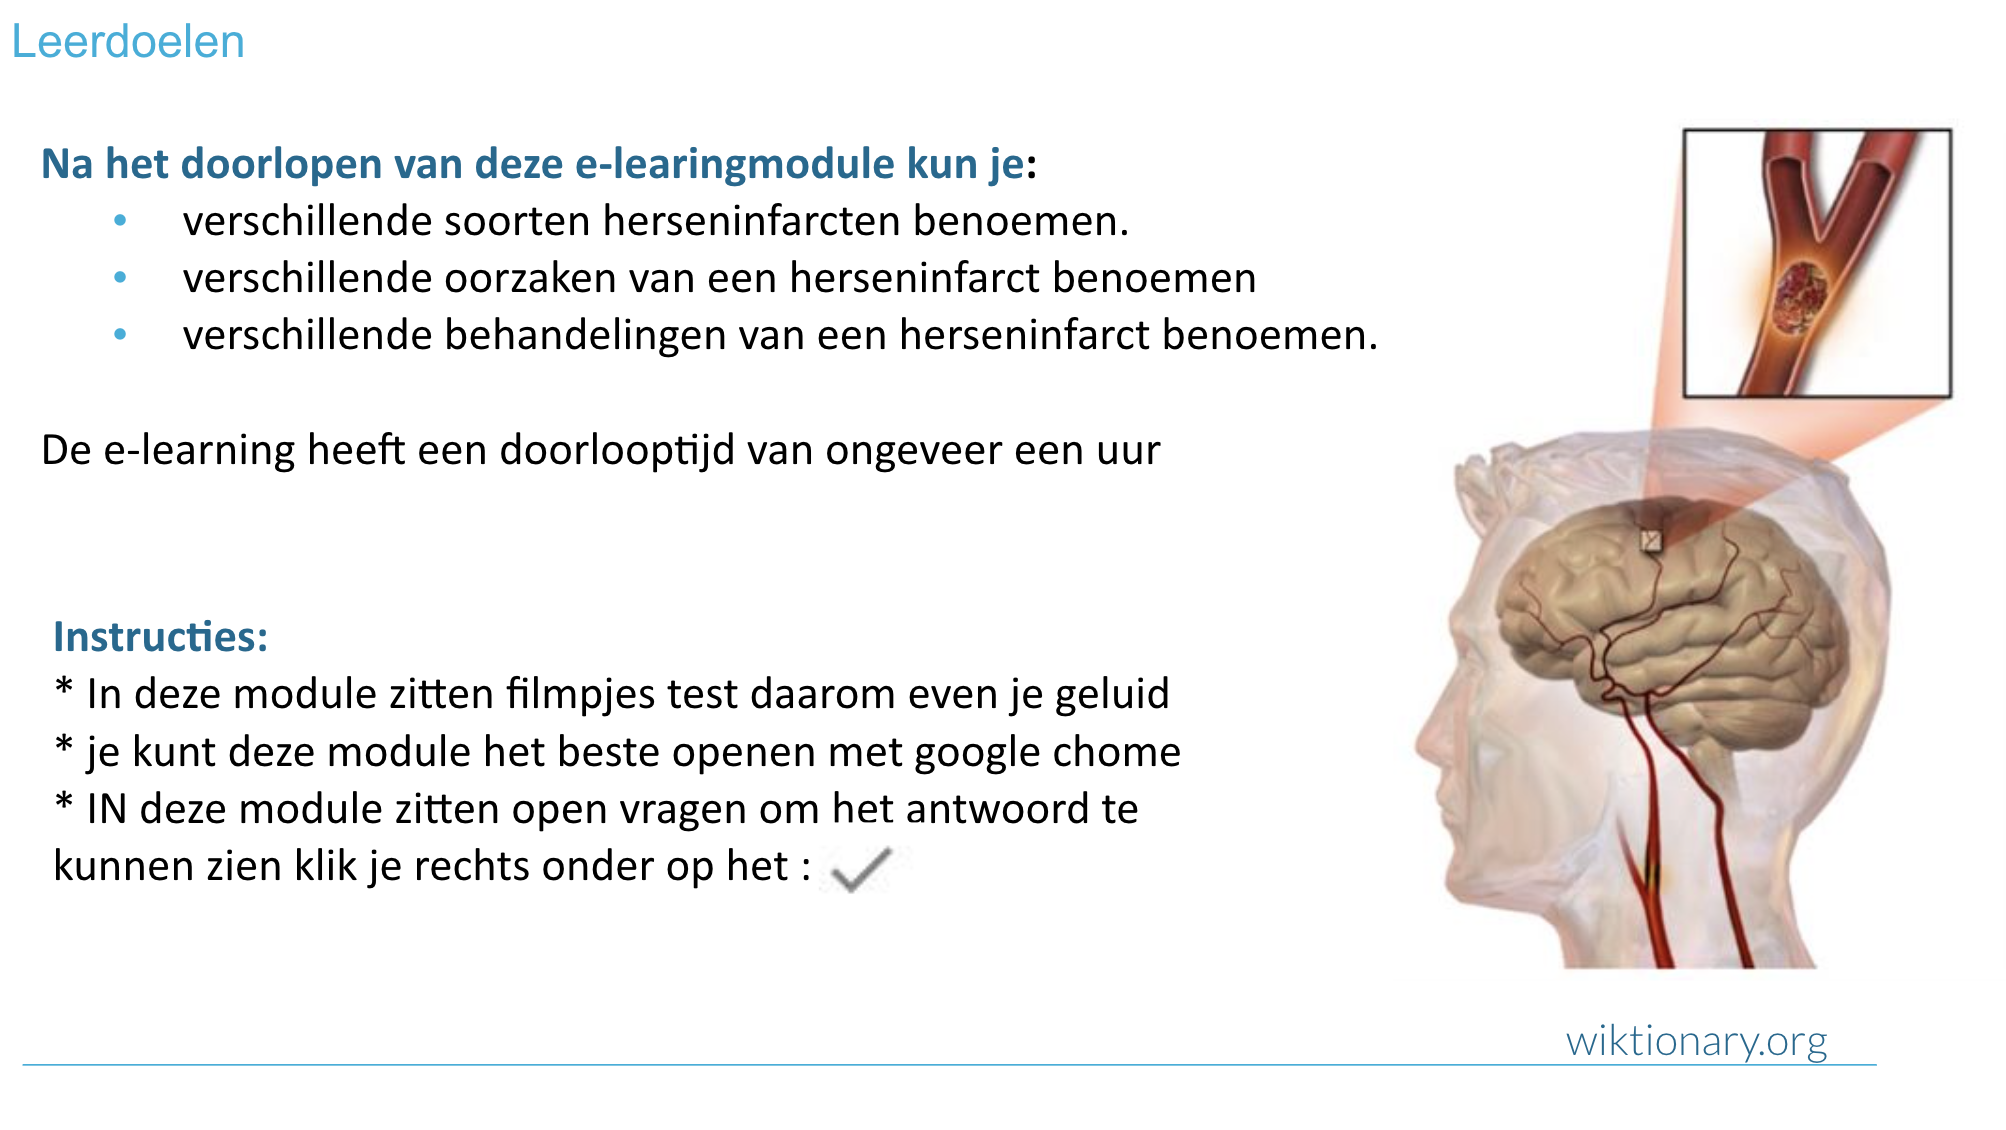 Leerdoelen
Na het doorlopen van deze e-learingmodule kun je:
• verschillende soorten herseninfarcten benoemen.
• verschillende oorzaken van een herseninfarct benoemen
• verschillende behandelingen van een herseninfarct benoemen.
De e-learning heeft een doorlooptijd van ongeveer een uur
Instructies:
* In deze module zitten filmpjes test daarom even je geluid
* je kunt deze module het beste openen met google chome
* IN deze module zitten open vragen om het antwoord te
kunnen zien klik je rechts onder op het :
wiktionary.org